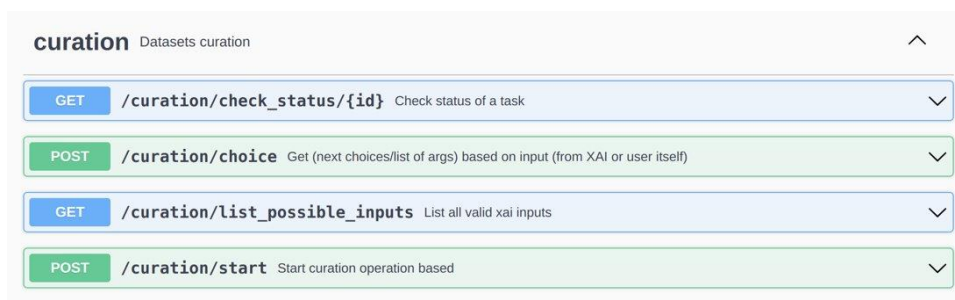 curation Datasets curation
GET /curation/check_status/{id} Check status of a task
POST /curation/choice Get (next choices/list of args) based on input (from XAI or user itself)
GET /curation/list_possible_inputs List all valid xai inputs
POST /curation/start Start curation operation based